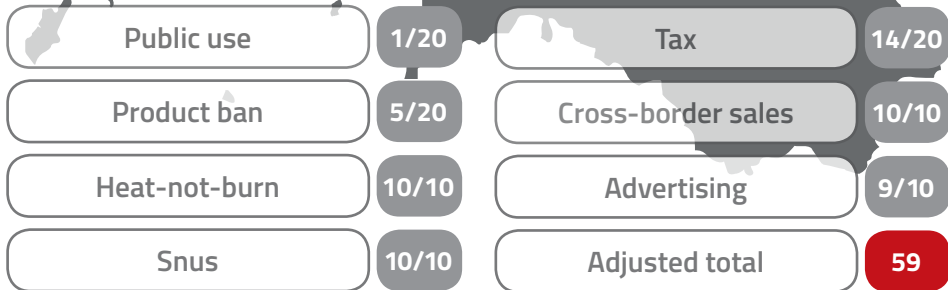 Public use 1/20 Tax 14/20
Product ban 5/20 Cross-border sales 10/10
Heat-not-burn 10/10 Advertising 9/10
Snus 10/10 Adjusted total 59